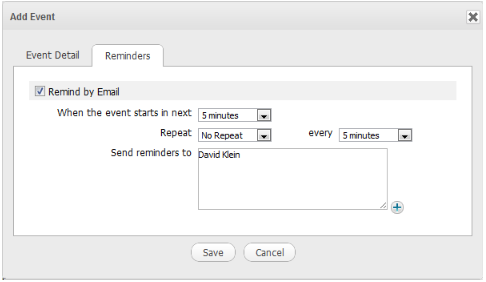 Add Event
Event Detail Reminders
Remind by Email
When the event starts in next 5 minutes
Repeat No Repeat every 5 minutes
Send reminders to David Klein
Save Cancel